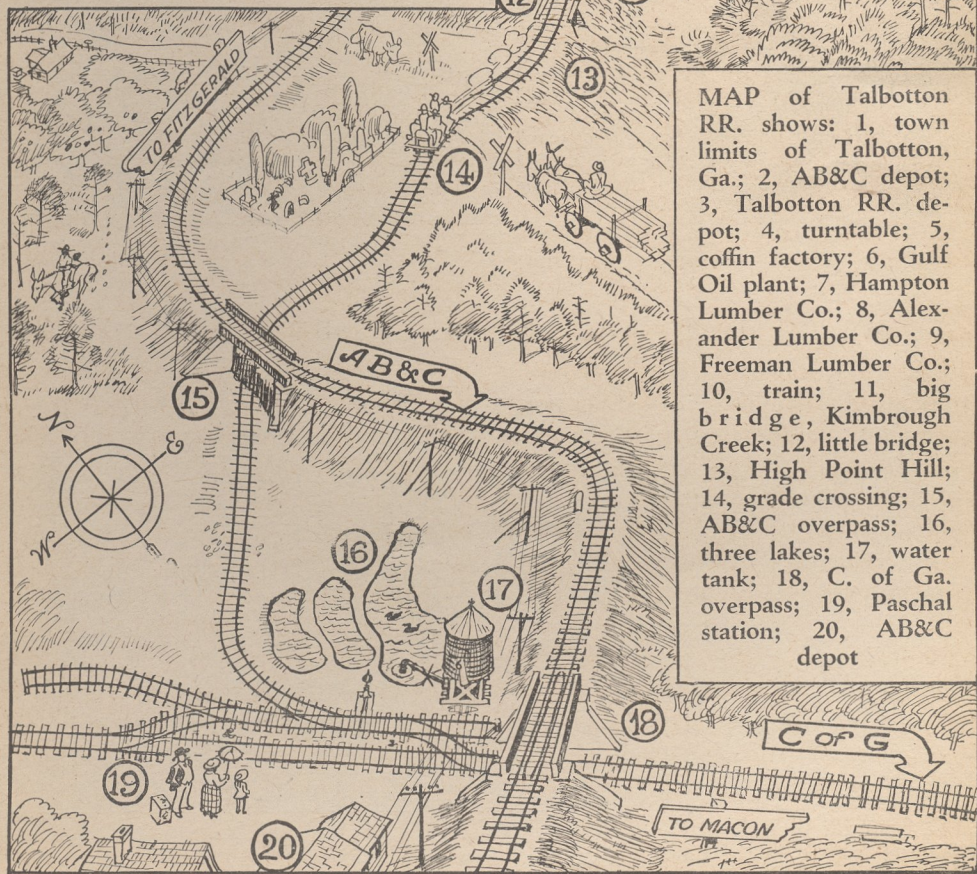 12
13
TO FITZGERALD
14
MAP of Talbotton
RR. shows: 1, town
limits of Talbotton,
Ga.; 2, AB&C depot;
3, Talbotton RR. de-
pot; 4, turntable; 5,
coffin factory; 6, Gulf
Oil plant; 7, Hampton
Lumber Co.; 8, Alex-
ander Lumber Co.; 9,
Freeman Lumber Co.;
10, train; 11, big
bridge, Kimbrough
Creek; 12, little bridge;
13, High Point Hill;
14, grade crossing; 15,
AB&C overpass; 16,
three lakes; 17, water
tank; 18, C. of Ga.
overpass; 19, Paschal
station; 20, AB&C
depot
AB&C
15
N
E
W
16
17
18
C OF G
19
TO MACON
20